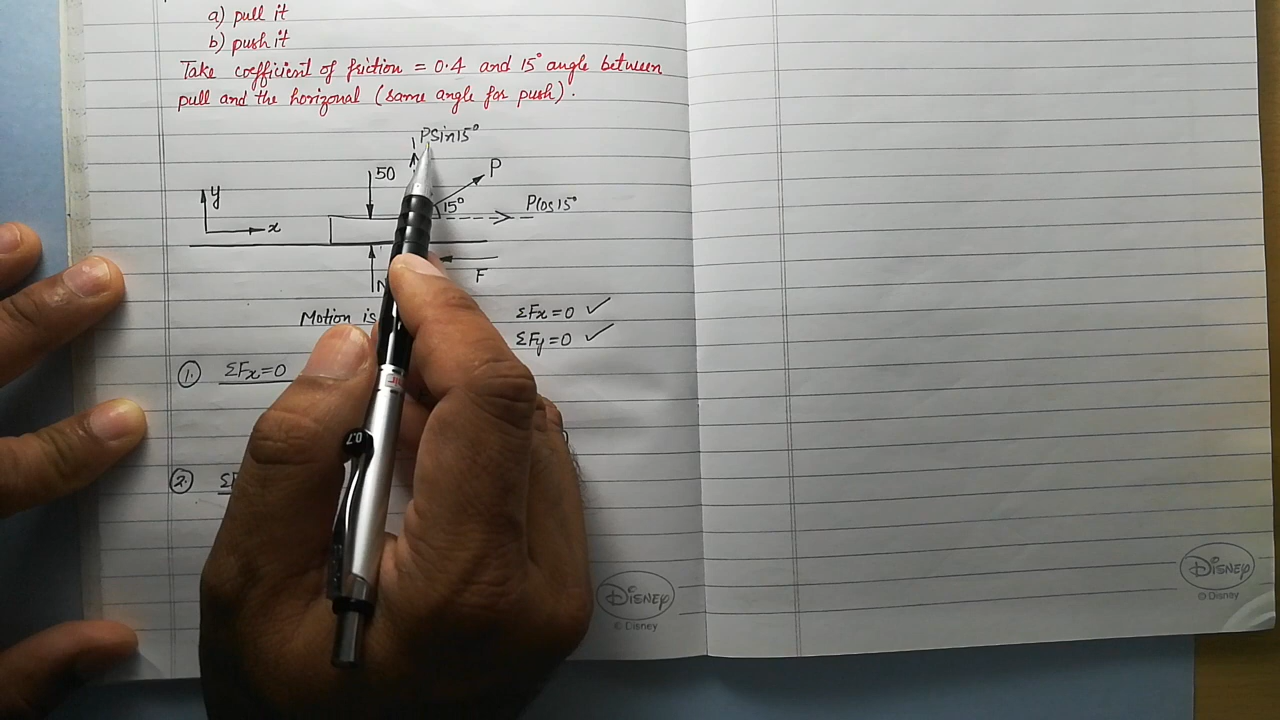 a) pull it
b) push it
Take coefficient of friction = 0.4 and 15° angle between
pull and the horizonal (same angle for push).
PSin15°
50
P
y
15°
PCos15°
x
F
N
Motion is
ΣFx=0 ✓
ΣFy=0 ✓
1. ΣFx=0
2.
0.7
DISNEY
© Disney
DISNEY
© Disney